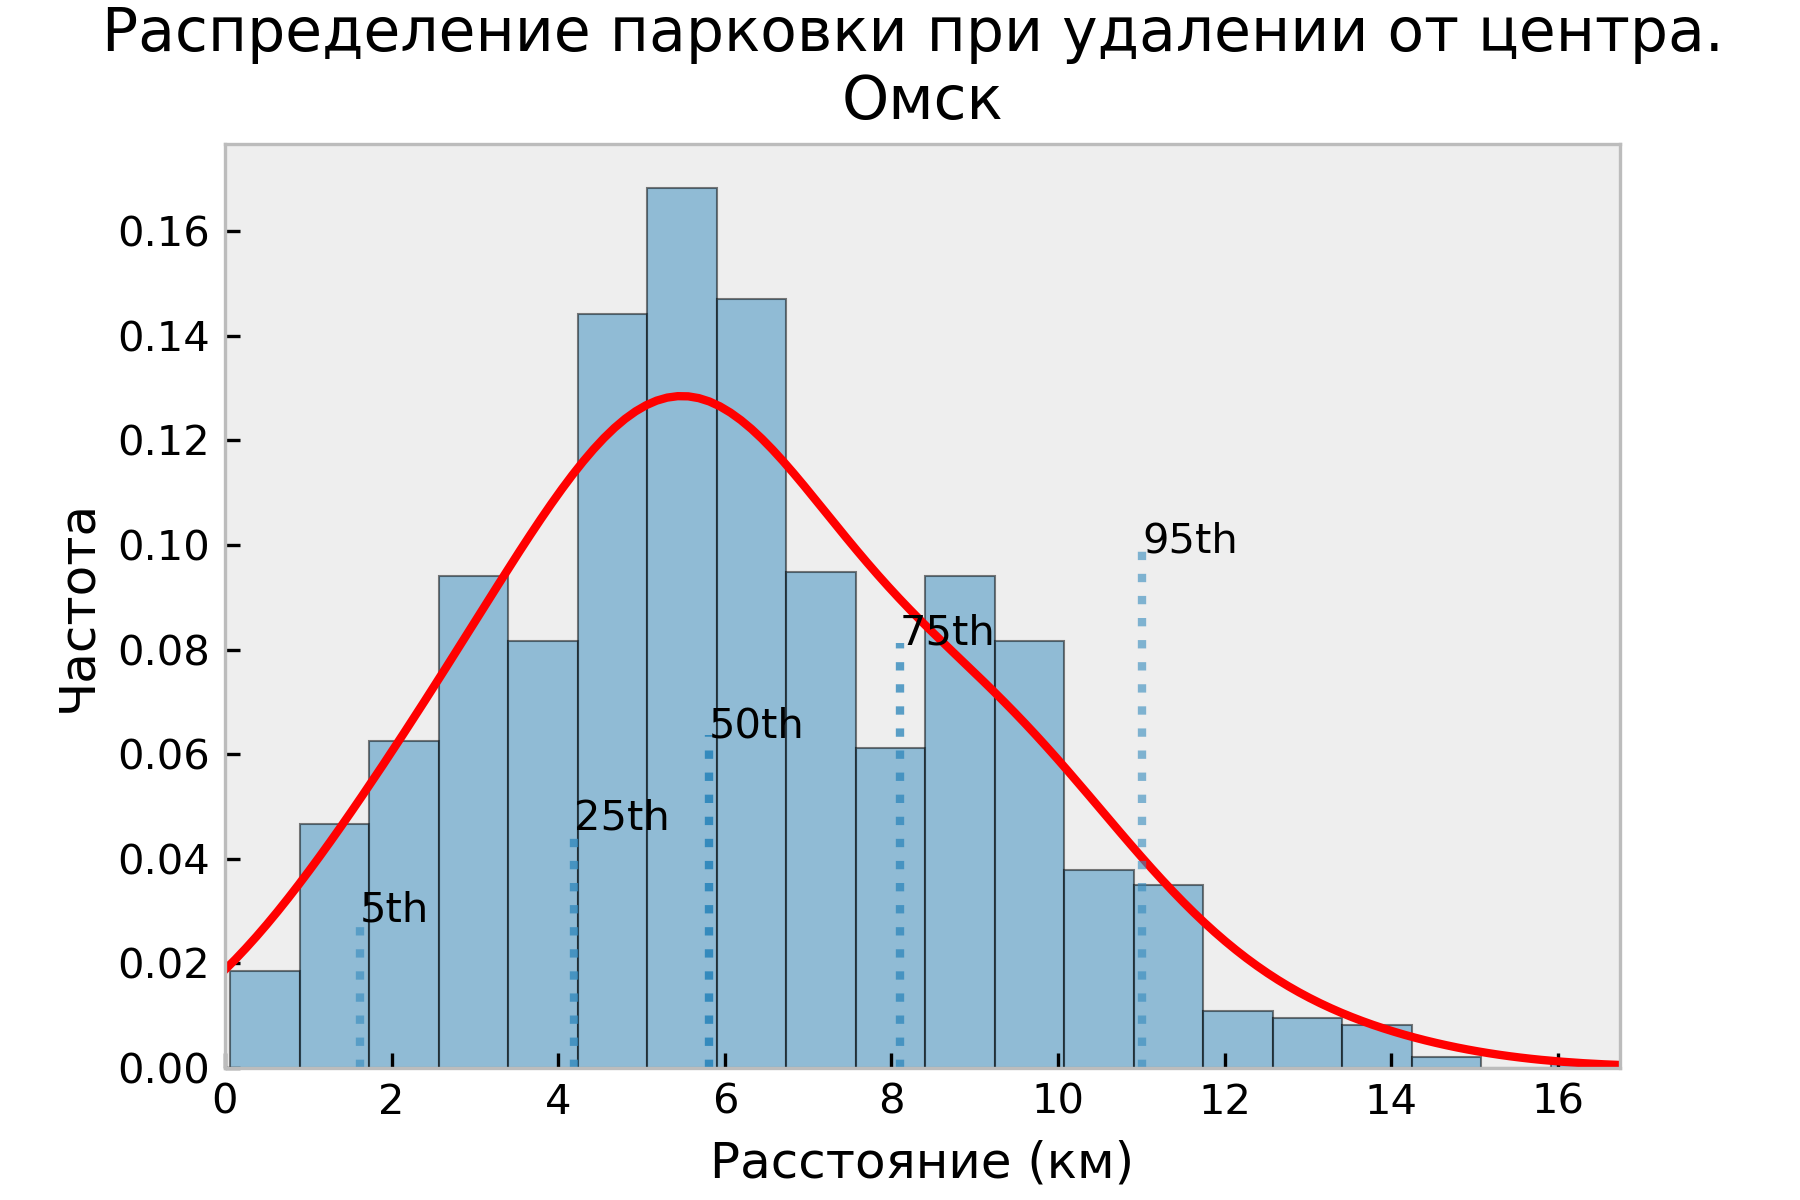 Распределение парковки при удалении от центра.
Омск
Частота
0.16
0.14
0.12
0.10
0.08
0.06
0.04
0.02
0.00
5th
25th
50th
75th
95th
0 2 4 6 8 10 12 14 16
Расстояние (км)